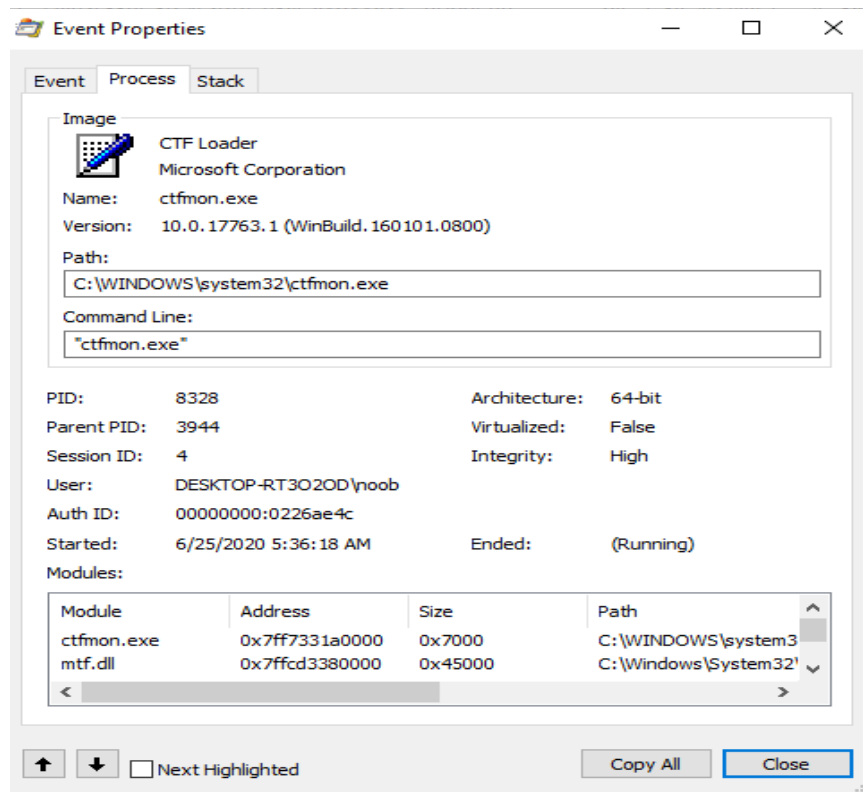 Event Properties
Event Process Stack
Image
CTF Loader
Microsoft Corporation
Name: ctfmon.exe
Version: 10.0.17763.1 (WinBuild.160101.0800)
Path:
C:\WINDOWS\system32\ctfmon.exe
Command Line:
"ctfmon.exe"
PID: 8328 Architecture: 64-bit
Parent PID: 3944 Virtualized: False
Session ID: 4 Integrity: High
User: DESKTOP-RT3O2OD\noob
Auth ID: 00000000:0226ae4c
Started: 6/25/2020 5:36:18 AM Ended: (Running)
Modules:
Module Address Size Path
ctfmon.exe 0x7ff7331a0000 0x7000 C:\WINDOWS\system3
mtf.dll 0x7ffcd3380000 0x45000 C:\Windows\System32\
Next Highlighted Copy All Close